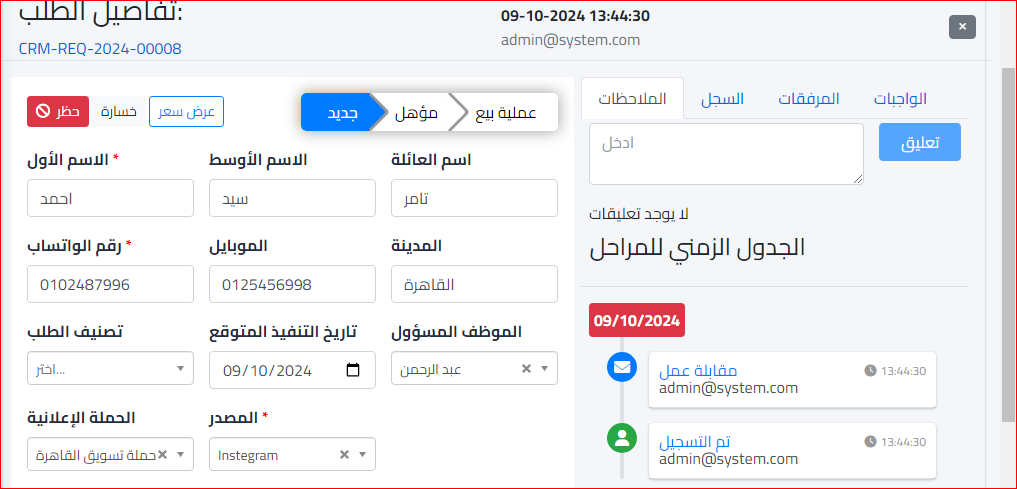 تفاصيل الطلب:
CRM-REQ-2024-00008
09-10-2024 13:44:30
admin@system.com
×
حظر
خسارة
عرض سعر
جديد
مؤهل
عملية بيع
* الاسم الأول
الاسم الأوسط
اسم العائلة
احمد
سيد
تامر
* رقم الواتساب
الموبايل
المدينة
0102487996
0125456998
القاهرة
تصنيف الطلب
تاريخ التنفيذ المتوقع
الموظف المسؤول
اختر...
09/10/2024
عبد الرحمن ×
الحملة الإعلانية
* المصدر
حملة تسويق القاهرة ×
Instegram ×
الملاحظات
السجل
المرفقات
الواجبات
ادخل
تعليق
لا يوجد تعليقات
الجدول الزمني للمراحل
09/10/2024
مقابلة عمل
13:44:30
admin@system.com
تم التسجيل
13:44:30
admin@system.com